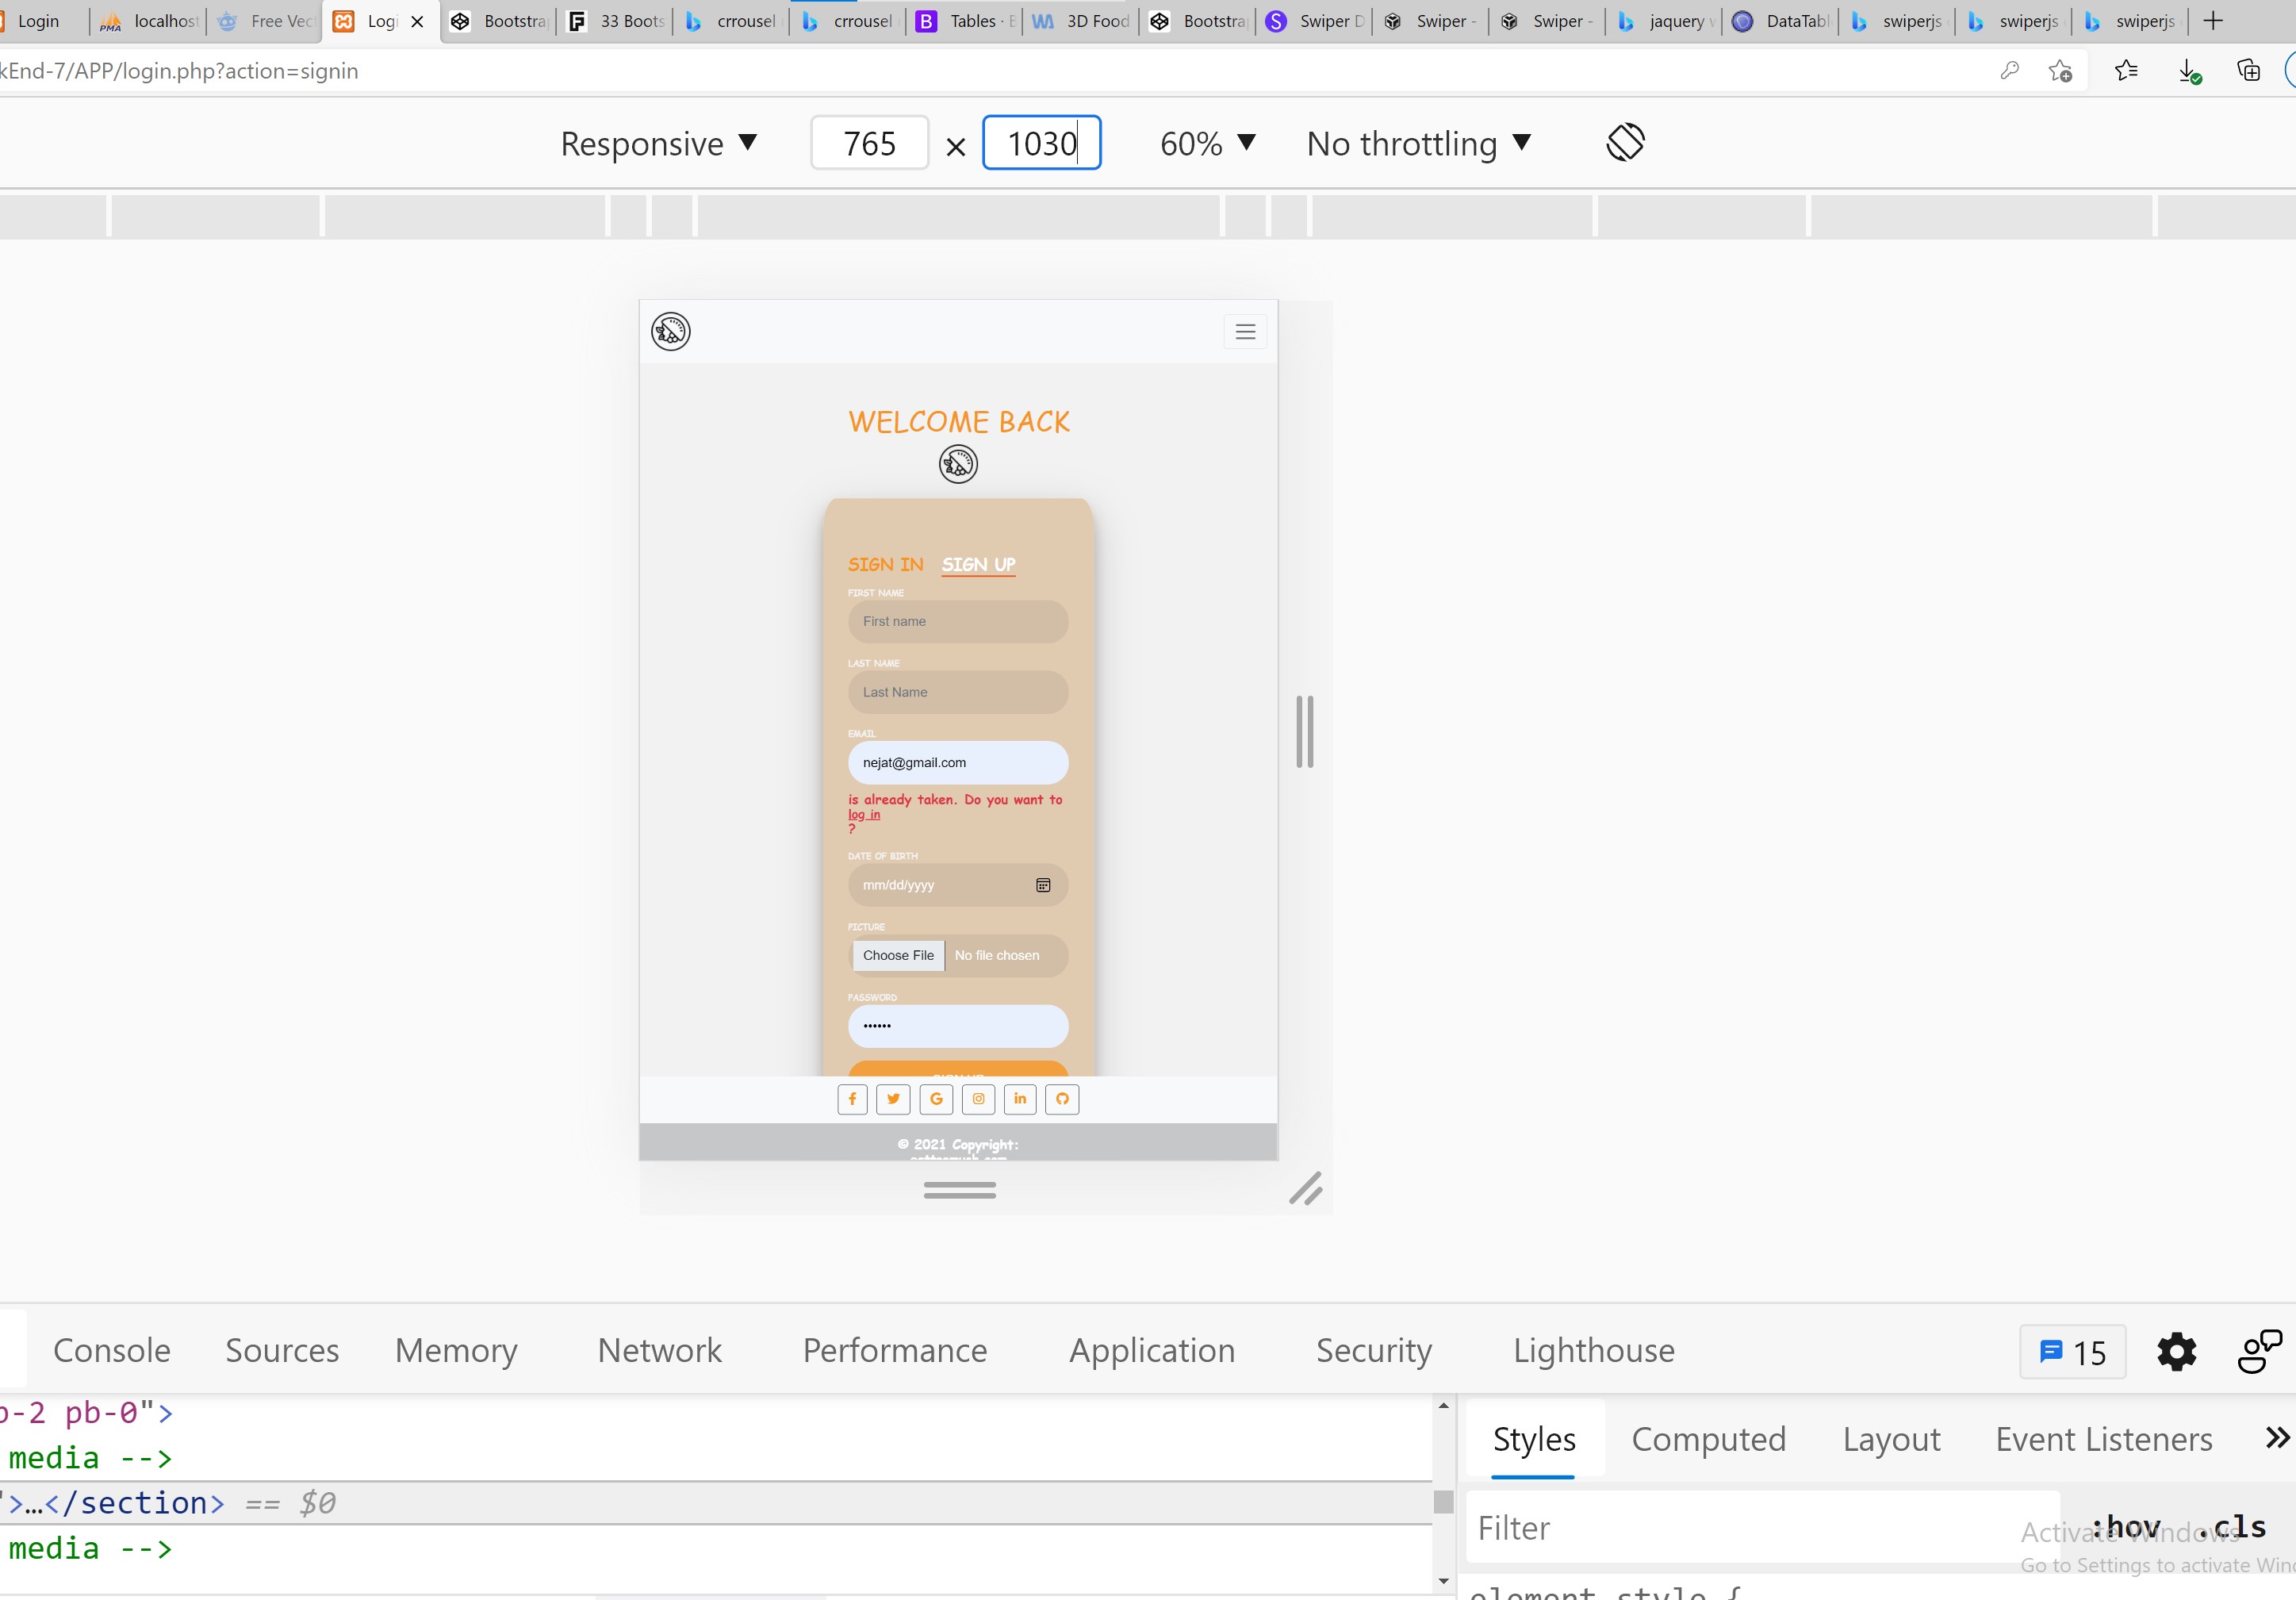 Login
PMA localhost
Free Vect
Logi
Bootstrap
33 Boots
crrousel
crrousel
Tables · B
3D Food
Bootstrap
Swiper D
Swiper -
Swiper -
jaquery
DataTabl
swiperjs
swiperjs
swiperjs
kEnd-7/APP/login.php?action=signin
Responsive 765 × 1030 60% No throttling
WELCOME BACK
SIGN IN SIGN UP
FIRST NAME
First name
LAST NAME
Last Name
EMAIL
nejat@gmail.com
is already taken. Do you want to
log in
?
DATE OF BIRTH
mm/dd/yyyy
PICTURE
Choose File No file chosen
PASSWORD
© 2021 Copyright:
Console Sources Memory Network Performance Application Security Lighthouse 15
p-2 pb-0">
media -->
">…</section> == $0
media -->
Styles Computed Layout Event Listeners
Filter :hov .cls
Activate Windows
Go to Settings to activate Win
element.style {